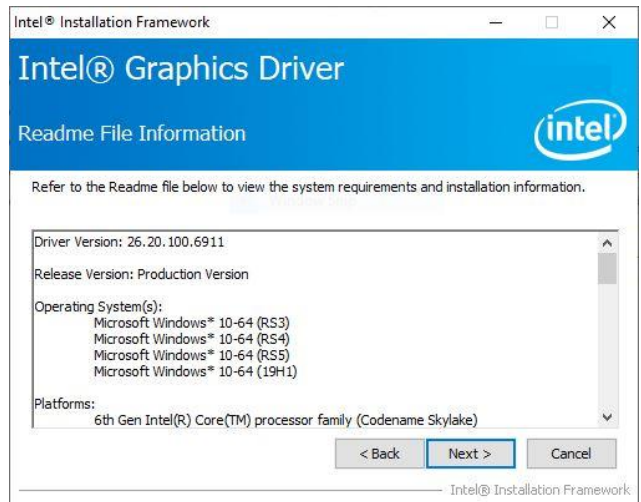 Intel® Installation Framework
Intel® Graphics Driver
Readme File Information
intel
Refer to the Readme file below to view the system requirements and installation information.
Driver Version: 26.20.100.6911
Release Version: Production Version
Operating System(s):
Microsoft Windows* 10-64 (RS3)
Microsoft Windows* 10-64 (RS4)
Microsoft Windows* 10-64 (RS5)
Microsoft Windows* 10-64 (19H1)
Platforms:
6th Gen Intel(R) Core(TM) processor family (Codename Skylake)
< Back
Next >
Cancel
Intel® Installation Framework